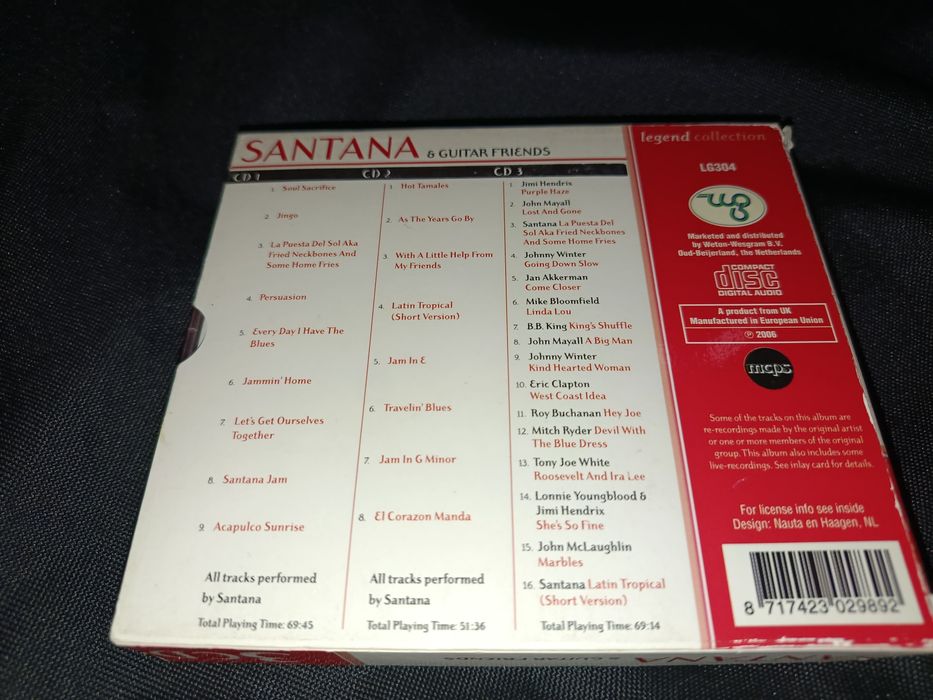 SANTANA & GUITAR FRIENDS
CD 1
1. Soul Sacrifice
2. Jingo
3. La Puesta Del Sol Aka
Fried Neckbones And
Some Home Fries
4. Persuasion
5. Every Day I Have The
Blues
6. Jammin' Home
7. Let's Get Ourselves
Together
8. Santana Jam
9. Acapulco Sunrise
All tracks performed
by Santana
Total Playing Time: 69:45
CD 2
1. Hot Tamales
2. As The Years Go By
3. With A Little Help From
My Friends
4. Latin Tropical
(Short Version)
5. Jam In E
6. Travelin' Blues
7. Jam In G Minor
8. El Corazon Manda
All tracks performed
by Santana
Total Playing Time: 51:36
CD 3
1. Jimi Hendrix
Purple Haze
2. John Mayall
Lost And Gone
3. Santana La Puesta Del
Sol Aka Fried Neckbones
And Some Home Fries
4. Johnny Winter
Going Down Slow
5. Jan Akkerman
Come Closer
6. Mike Bloomfield
Linda Lou
7. B.B. King King's Shuffle
8. John Mayall A Big Man
9. Johnny Winter
Kind Hearted Woman
10. Eric Clapton
West Coast Idea
11. Roy Buchanan Hey Joe
12. Mitch Ryder Devil With
The Blue Dress
13. Tony Joe White
Roosevelt And Ira Lee
14. Lonnie Youngblood &
Jimi Hendrix
She's So Fine
15. John McLaughlin
Marbles
16. Santana Latin Tropical
(Short Version)
Total Playing Time: 69:14
legend collection
LG304
wg
Marketed and distributed
by Weton-Wesgram B.V.
Oud-Beijerland, the Netherlands
COMPACT
disc
DIGITAL AUDIO
A product from UK
Manufactured in European Union
℗ 2006
mcps
Some of the tracks on this album are
re-recordings made by the original artist
or one or more members of the original
group. This album also includes some
live-recordings. See inlay card for details.
For license info see inside
Design: Nauta en Haagen, NL
8 717423 029892
SANTANA & GUITAR FRIENDS